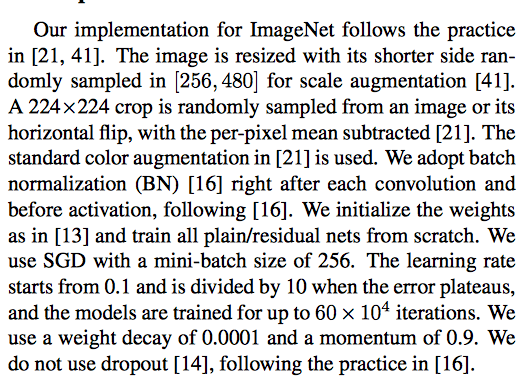 Our implementation for ImageNet follows the practice
in [21, 41]. The image is resized with its shorter side ran-
domly sampled in [256, 480] for scale augmentation [41].
A 224×224 crop is randomly sampled from an image or its
horizontal flip, with the per-pixel mean subtracted [21]. The
standard color augmentation in [21] is used. We adopt batch
normalization (BN) [16] right after each convolution and
before activation, following [16]. We initialize the weights
as in [13] and train all plain/residual nets from scratch. We
use SGD with a mini-batch size of 256. The learning rate
starts from 0.1 and is divided by 10 when the error plateaus,
and the models are trained for up to 60 × 10⁴ iterations. We
use a weight decay of 0.0001 and a momentum of 0.9. We
do not use dropout [14], following the practice in [16].